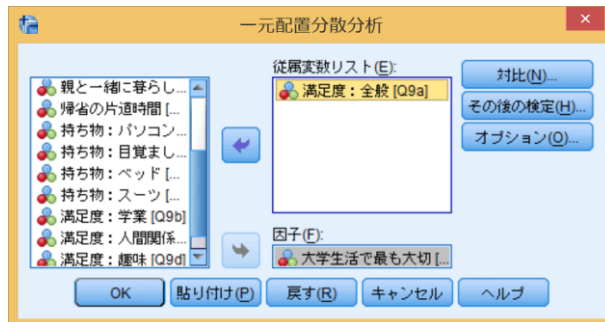 一元配置分散分析
親と一緒に暮らし...
帰省の片道時間 [...
持ち物：パソコン...
持ち物：目覚まし...
持ち物：ベッド [...
持ち物：スーツ [...
満足度：学業 [Q9b]
満足度：人間関係...
満足度：趣味 [Q9d]
従属変数リスト(E):
満足度：全般 [Q9a]
因子(F):
大学生活で最も大切 [...
対比(N)...
その後の検定(H)...
オプション(O)...
OK 貼り付け(P) 戻す(R) キャンセル ヘルプ